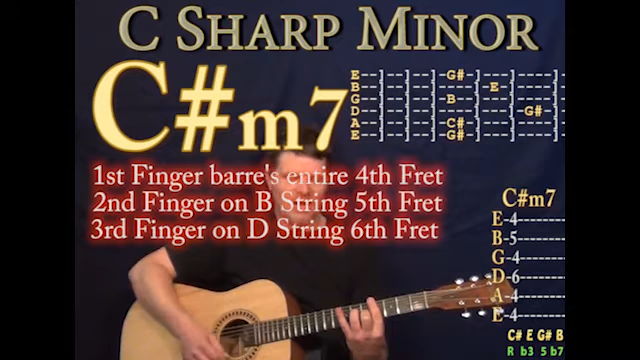 C SHARP MINOR
C#m7
E---]----]----]--G#--]----]----]--
B---]----]----]----]--E--]----]--
G---]----]----]--B--]----]----]--
D---]----]----]----]----]--G#--]--
A---]----]----]--C#--]----]----]--
E---]----]----]--G#--]----]----]--
1st Finger barre's entire 4th Fret
2nd Finger on B String 5th Fret
3rd Finger on D String 6th Fret
C#m7
E-4-----
B-5-----
G-4-----
D-6-----
A-4-----
E-4-----
C# E G# B
R b3 5 b7